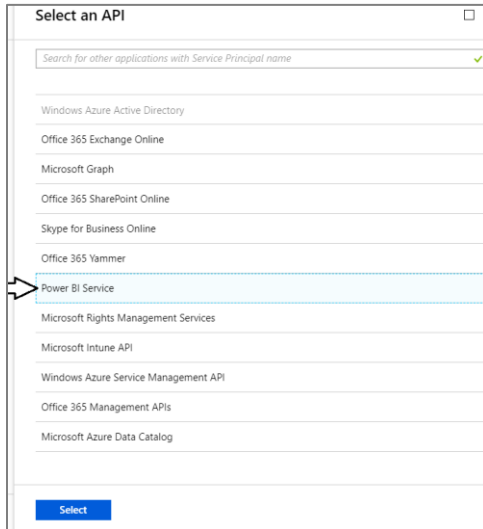 Select an API
Search for other applications with Service Principal name
Windows Azure Active Directory
Office 365 Exchange Online
Microsoft Graph
Office 365 SharePoint Online
Skype for Business Online
Office 365 Yammer
Power BI Service
Microsoft Rights Management Services
Microsoft Intune API
Windows Azure Service Management API
Office 365 Management APIs
Microsoft Azure Data Catalog
Select